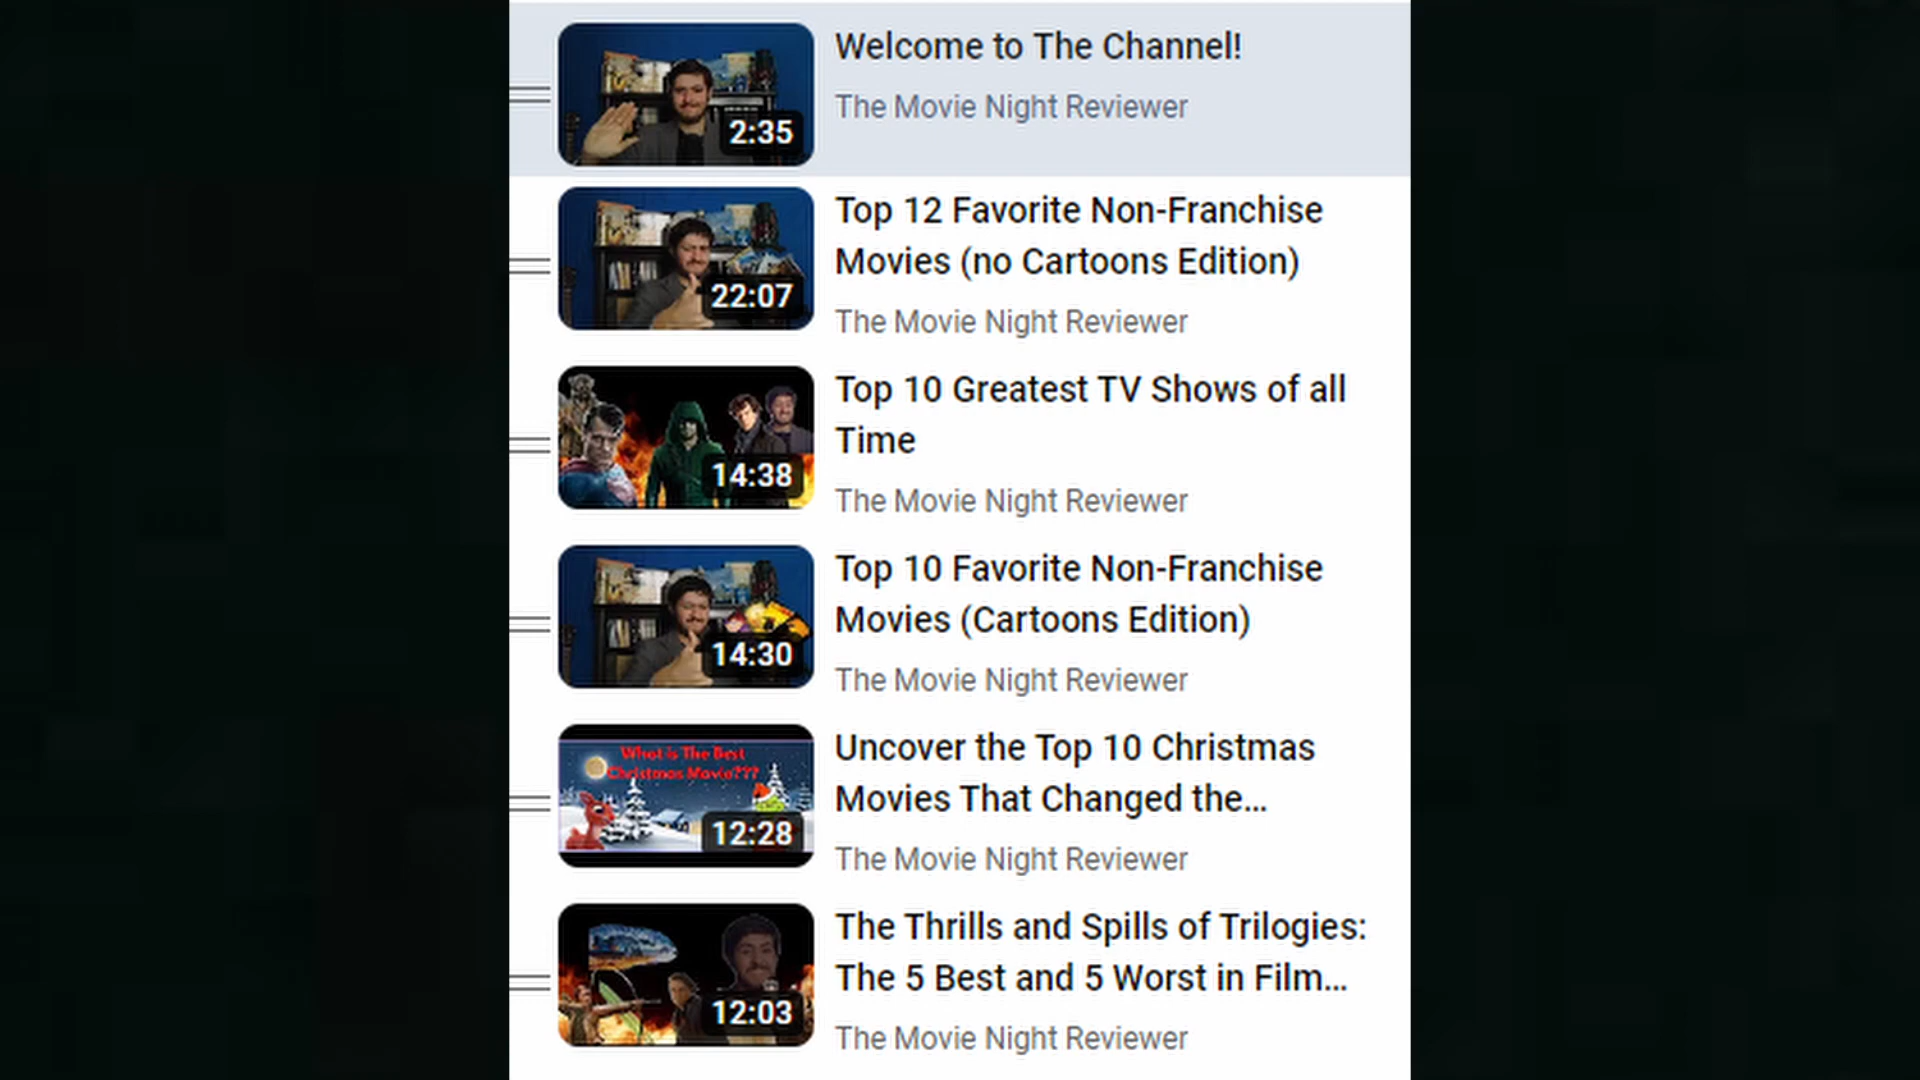 Welcome to The Channel!
The Movie Night Reviewer
2:35
Top 12 Favorite Non-Franchise
Movies (no Cartoons Edition)
The Movie Night Reviewer
22:07
Top 10 Greatest TV Shows of all
Time
The Movie Night Reviewer
14:38
Top 10 Favorite Non-Franchise
Movies (Cartoons Edition)
The Movie Night Reviewer
14:30
What is The Best
Christmas Movie???
Uncover the Top 10 Christmas
Movies That Changed the...
The Movie Night Reviewer
12:28
The Thrills and Spills of Trilogies:
The 5 Best and 5 Worst in Film...
The Movie Night Reviewer
12:03